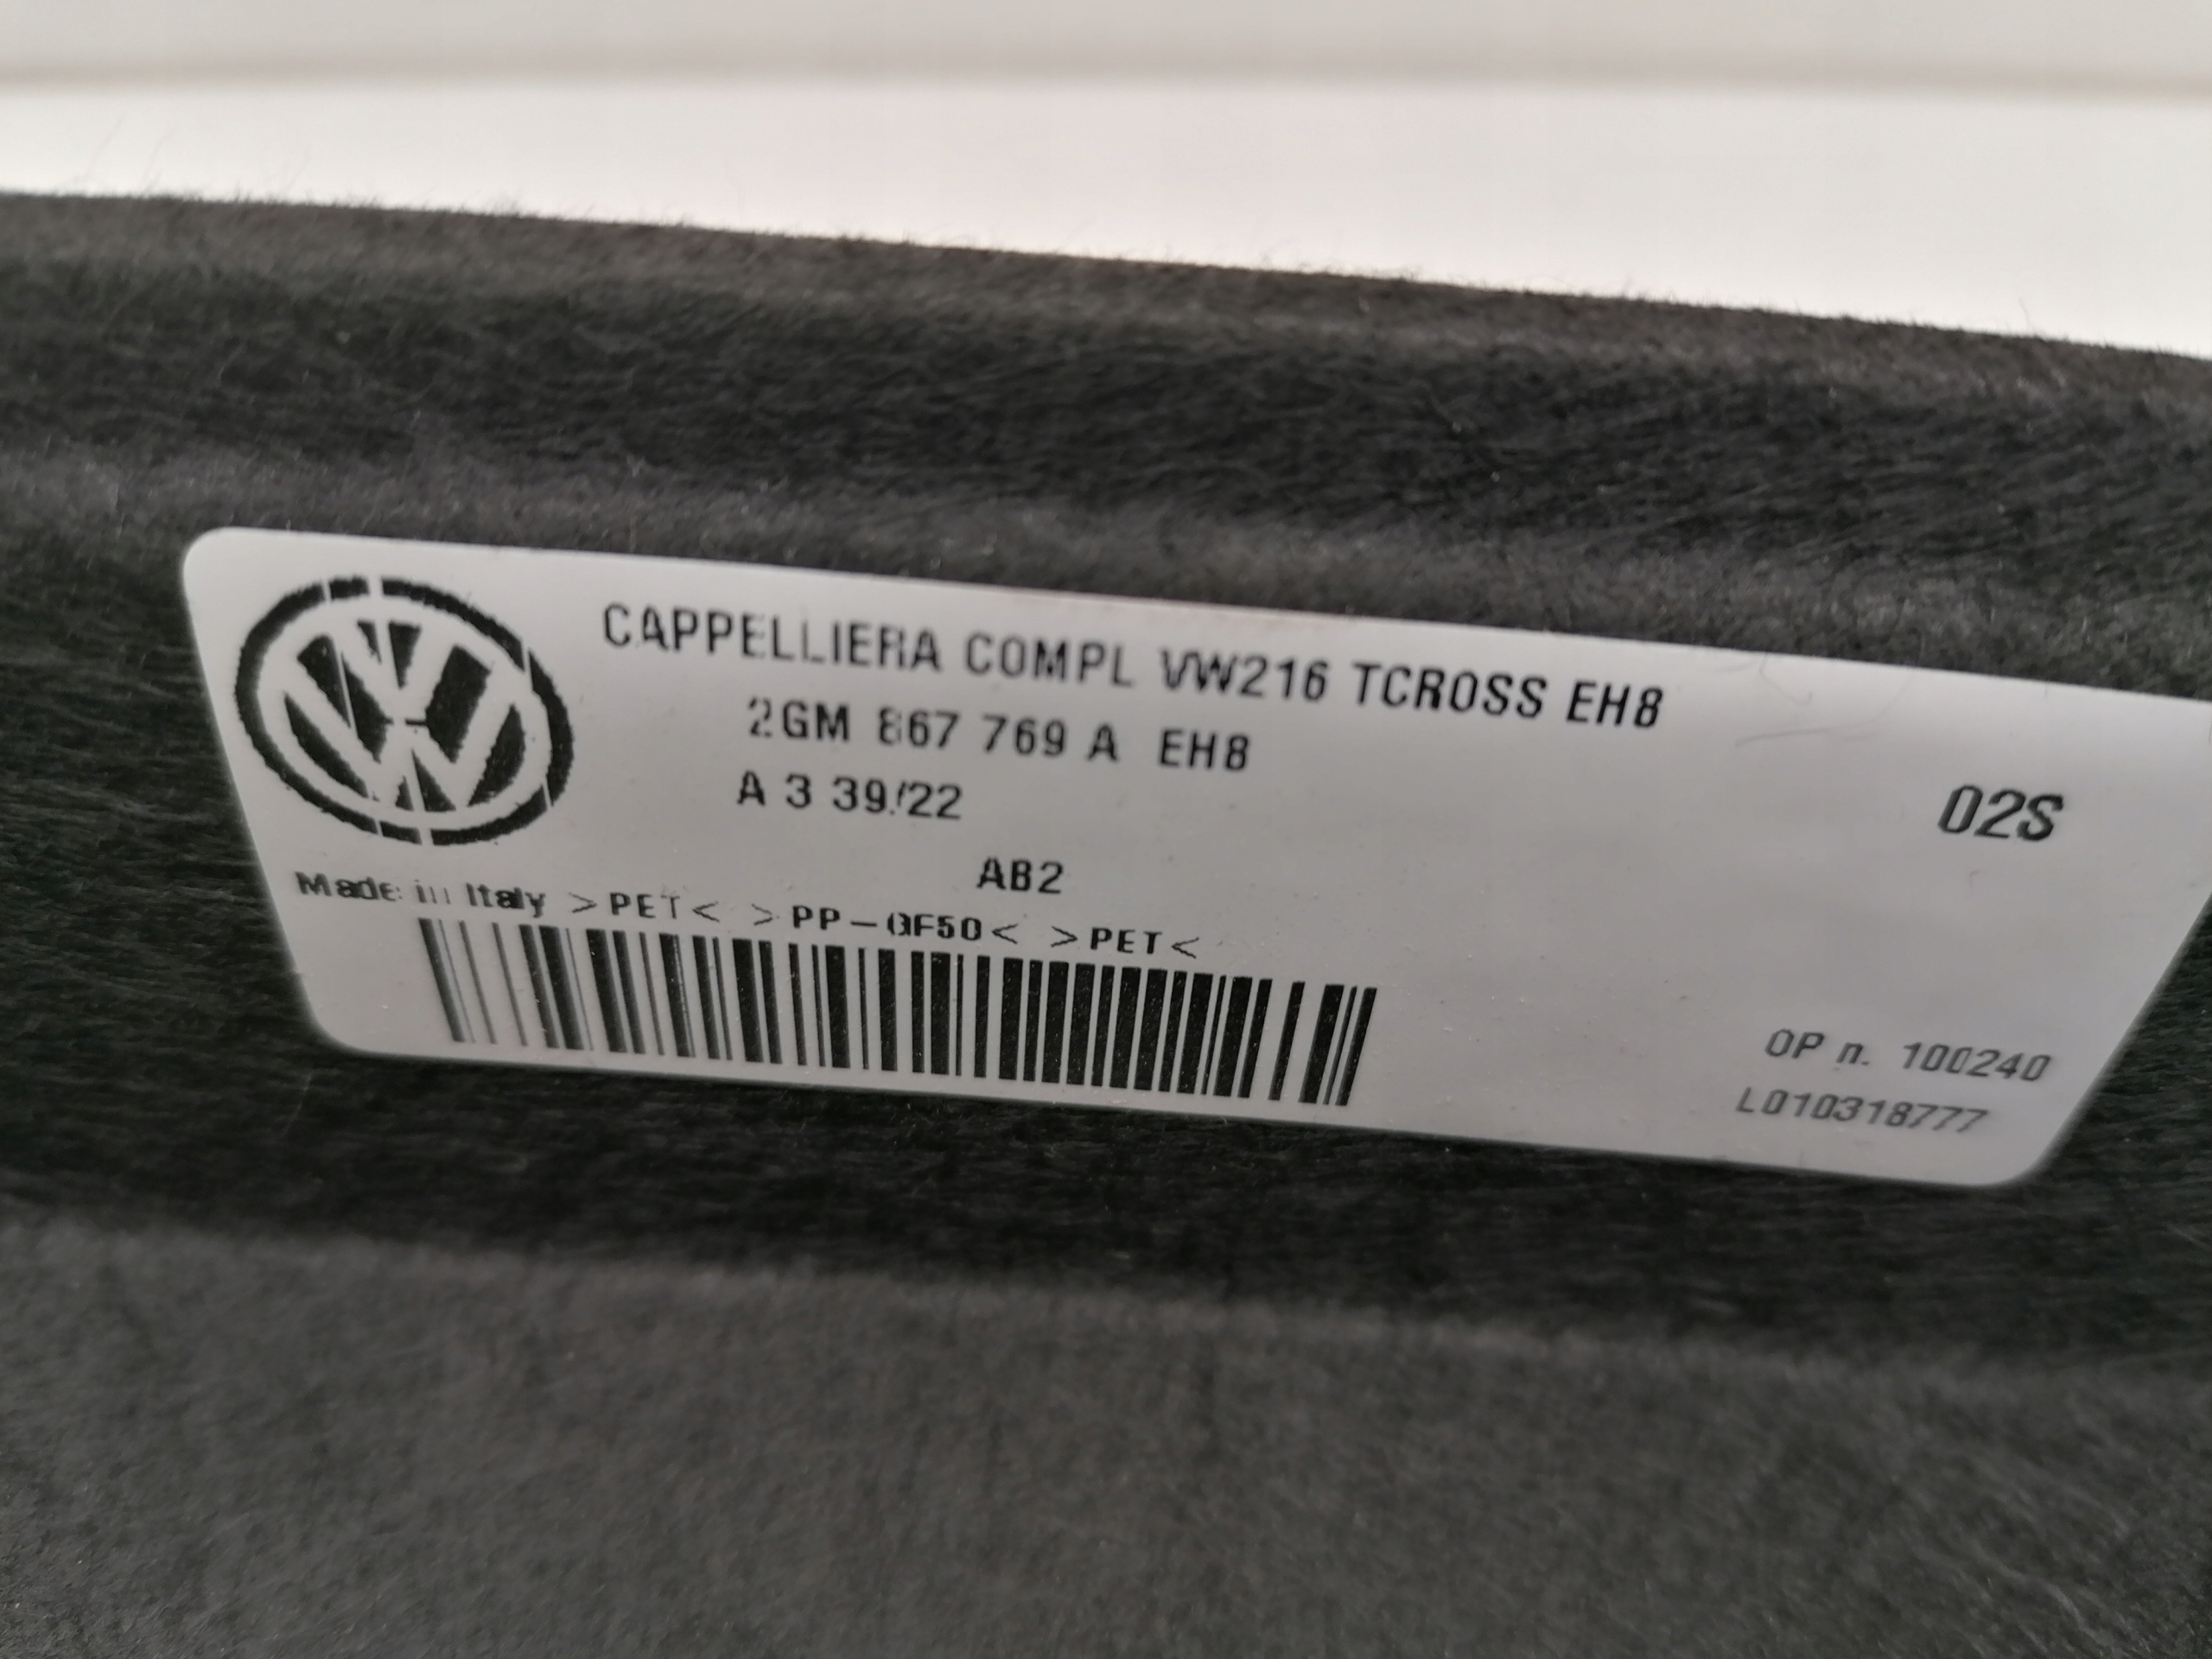 CAPPELLIERA COMPL VW216 TCROSS EH8
2GM 867 769 A EH8
A 3 39/22
02S
AB2
Made in Italy >PET< >PP-GF50< >PET<
OP n. 100240
L010318777